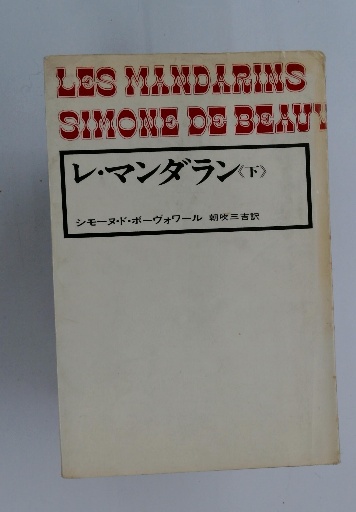 LES MANDARINS
SIMONE DE BEAUV
レ・マンダラン《下》
シモーヌ・ド・ボーヴォワール 朝吹三吉訳